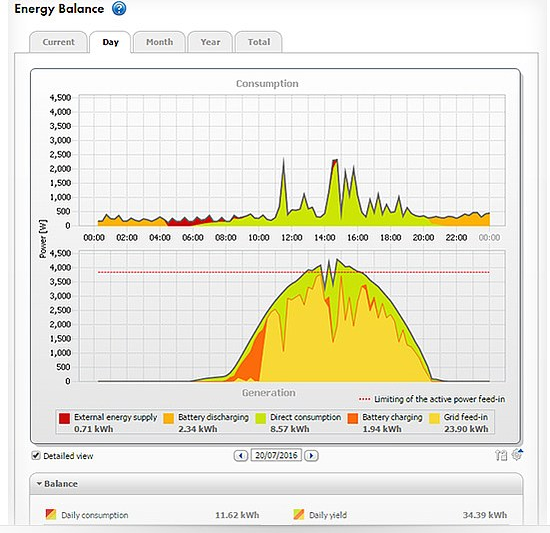 Energy Balance ?
Current Day Month Year Total
Consumption
4,500
4,000
3,500
3,000
2,500
2,000
1,500
1,000
500
0
00:00 02:00 04:00 06:00 08:00 10:00 12:00 14:00 16:00 18:00 20:00 22:00 00:00
Power [W]
4,500
4,000
3,500
3,000
2,500
2,000
1,500
1,000
500
0
Generation
Limiting of the active power feed-in
External energy supply Battery discharging Direct consumption Battery charging Grid feed-in
0.71 kWh 2.34 kWh 8.57 kWh 1.94 kWh 23.90 kWh
Detailed view 20/07/2016
Balance
Daily consumption 11.62 kWh Daily yield 34.39 kWh